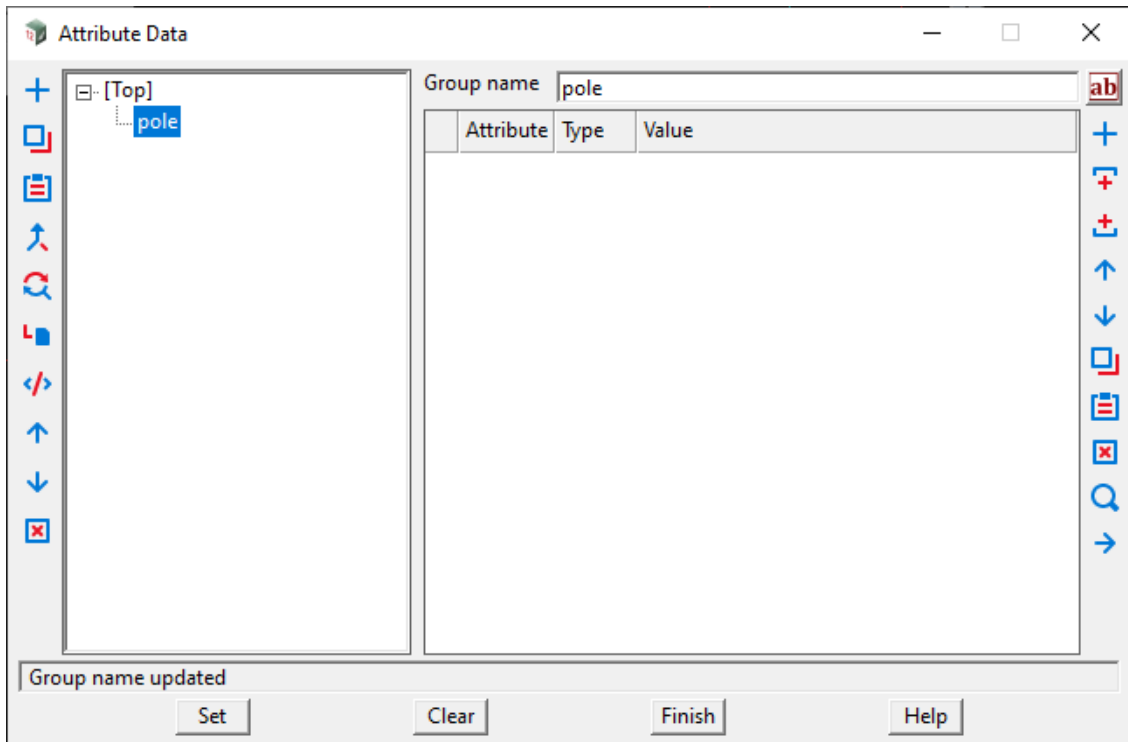 Attribute Data
[Top]
pole
Group name pole ab
Attribute Type Value
Group name updated
Set Clear Finish Help